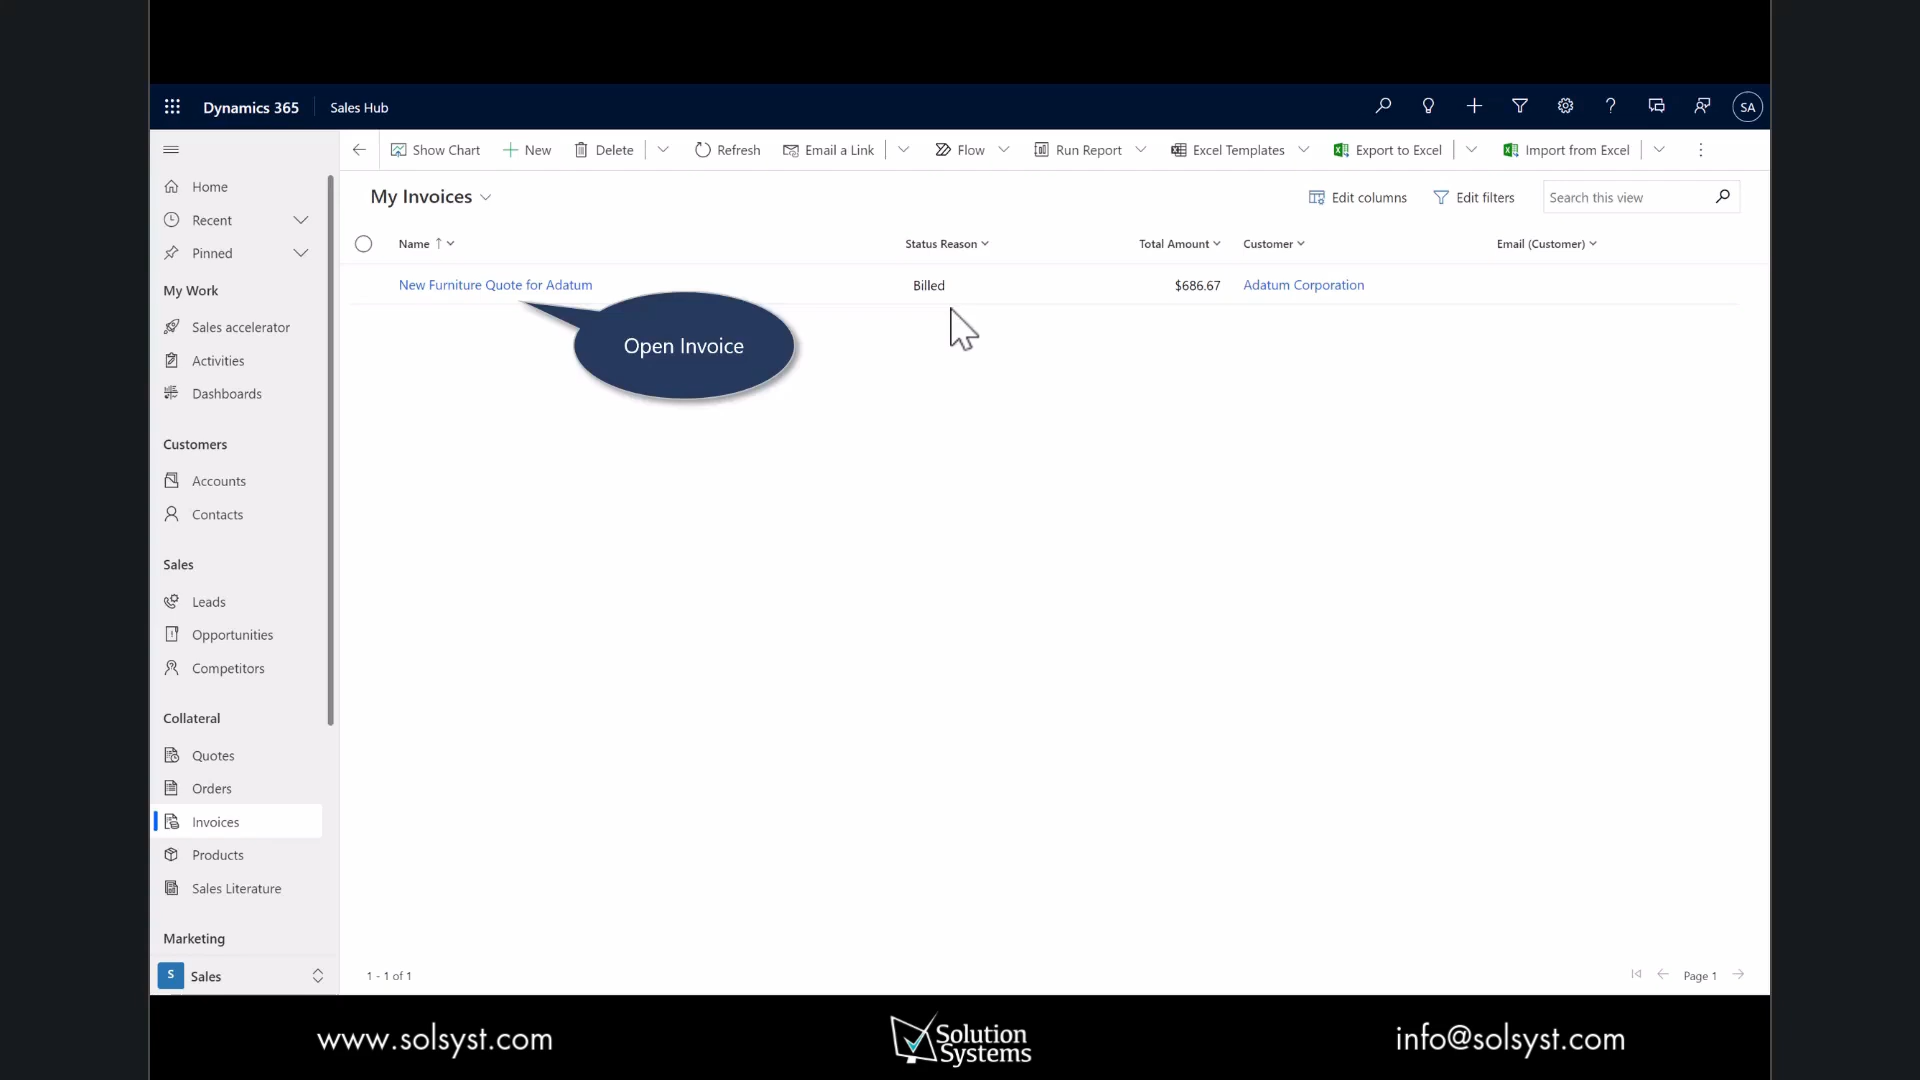 Dynamics 365 Sales Hub SA
Show Chart New Delete Refresh Email a Link Flow Run Report Excel Templates Export to Excel Import from Excel
Home
Recent
Pinned
My Work
Sales accelerator
Activities
Dashboards
Customers
Accounts
Contacts
Sales
Leads
Opportunities
Competitors
Collateral
Quotes
Orders
Invoices
Products
Sales Literature
Marketing
S Sales
My Invoices Edit columns Edit filters Search this view
Name Status Reason Total Amount Customer Email (Customer)
New Furniture Quote for Adatum Billed $686.67 Adatum Corporation
Open Invoice
1 - 1 of 1 Page 1
www.solsyst.com
Solution
Systems
info@solsyst.com